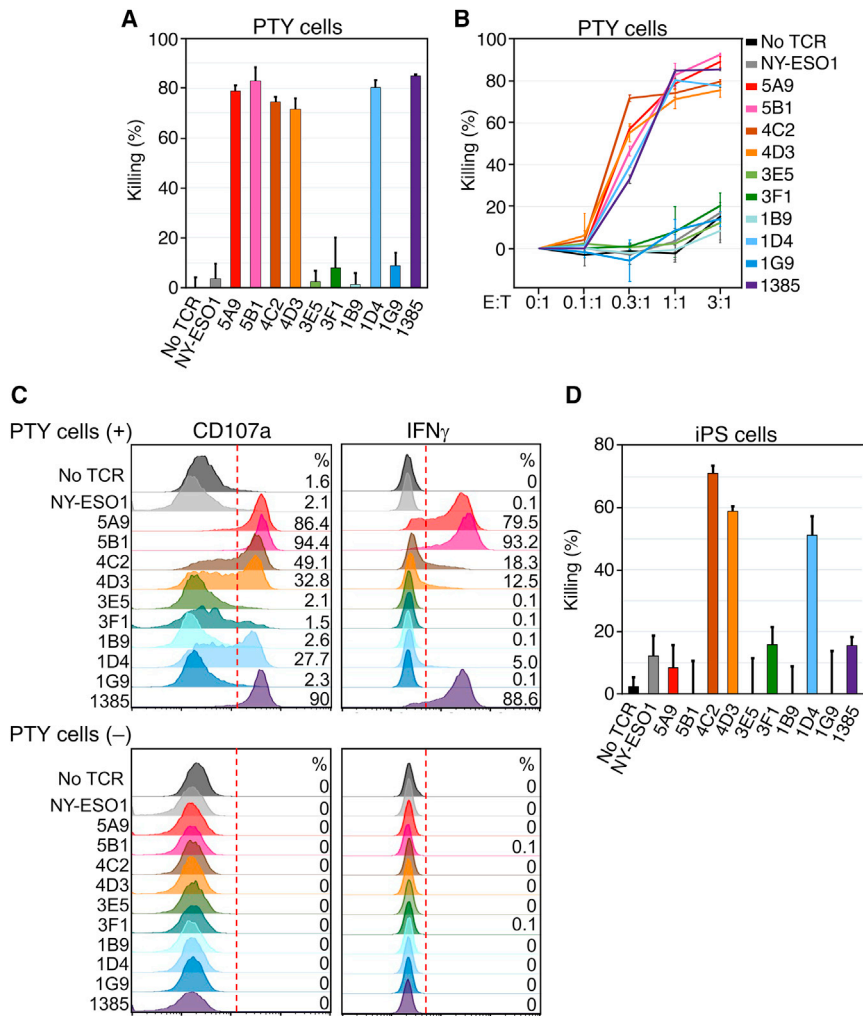 A
PTY cells
Killing (%)
100
80
60
40
20
0
No TCR
NY-ESO1
5A9
5B1
4C2
4D3
3E5
3F1
1B9
1D4
1G9
1385
B
PTY cells
Killing (%)
100
80
60
40
20
0
E:T
0:1
0.1:1
0.3:1
1:1
3:1
No TCR
NY-ESO1
5A9
5B1
4C2
4D3
3E5
3F1
1B9
1D4
1G9
1385
C
PTY cells (+)
CD107a
IFNγ
% %
No TCR 1.6 0
NY-ESO1 2.1 0.1
5A9 86.4 79.5
5B1 94.4 93.2
4C2 49.1 18.3
4D3 32.8 12.5
3E5 2.1 0.1
3F1 1.5 0.1
1B9 2.6 0.1
1D4 27.7 5.0
1G9 2.3 0.1
1385 90 88.6
PTY cells (–)
% %
No TCR 0 0
NY-ESO1 0 0
5A9 0 0
5B1 0 0.1
4C2 0 0
4D3 0 0
3E5 0 0
3F1 0 0.1
1B9 0 0
1D4 0 0
1G9 0 0
1385 0 0
D
iPS cells
Killing (%)
80
60
40
20
0
No TCR
NY-ESO1
5A9
5B1
4C2
4D3
3E5
3F1
1B9
1D4
1G9
1385